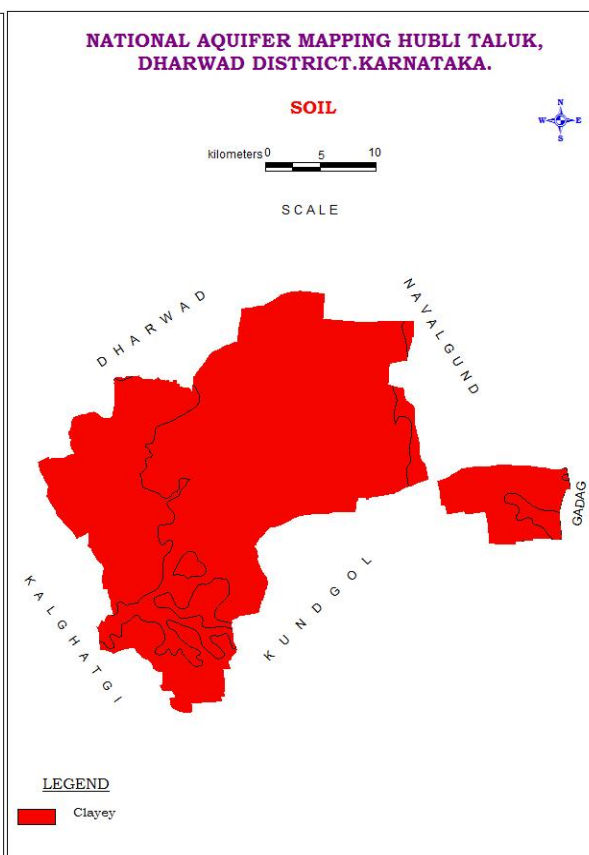 NATIONAL AQUIFER MAPPING HUBLI TALUK,
DHARWAD DISTRICT.KARNATAKA.
SOIL
N
W E
S
kilometers 0 5 10
SCALE
DHARWAD
NAVALGUND
GADAG
KUNDGOL
KALGHATGI
LEGEND
Clayey